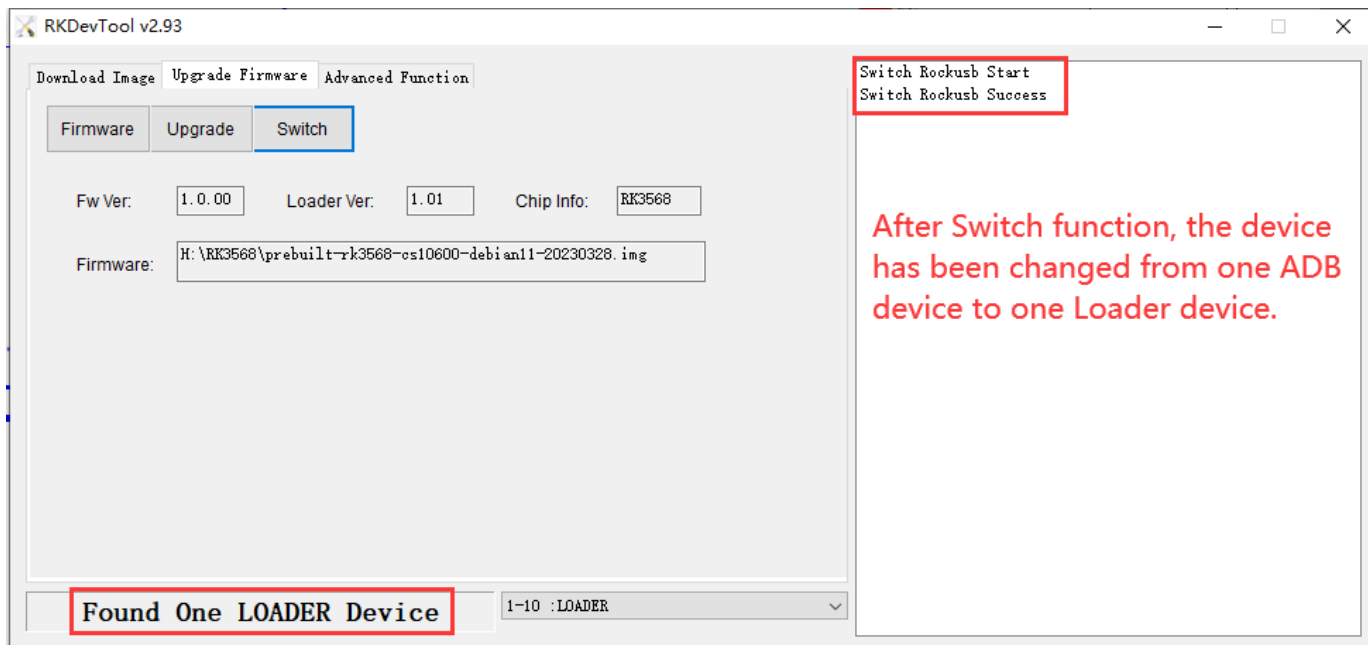 RKDevTool v2.93
Download Image Upgrade Firmware Advanced Function
Firmware Upgrade Switch
Fw Ver: 1.0.00 Loader Ver: 1.01 Chip Info: RK3568
Firmware: H:\RK3568\prebuilt-rk3568-cs10600-debian11-20230328.img
Found One LOADER Device 1-10 :LOADER
Switch Rockusb Start
Switch Rockusb Success
After Switch function, the device
has been changed from one ADB
device to one Loader device.